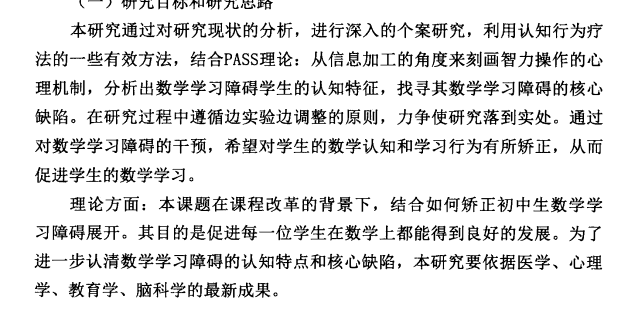 (一)研究目标和研究思路
本研究通过对研究现状的分析，进行深入的个案研究，利用认知行为疗
法的一些有效方法，结合PASS理论：从信息加工的角度来刻画智力操作的心
理机制，分析出数学学习障碍学生的认知特征，找寻其数学学习障碍的核心
缺陷。在研究过程中遵循边实验边调整的原则，力争使研究落到实处。通过
对数学学习障碍的干预，希望对学生的数学认知和学习行为有所矫正，从而
促进学生的数学学习。
理论方面：本课题在课程改革的背景下，结合如何矫正初中生数学学
习障碍展开。其目的是促进每一位学生在数学上都能得到良好的发展。为了
进一步认清数学学习障碍的认知特点和核心缺陷，本研究要依据医学、心理
学、教育学、脑科学的最新成果。